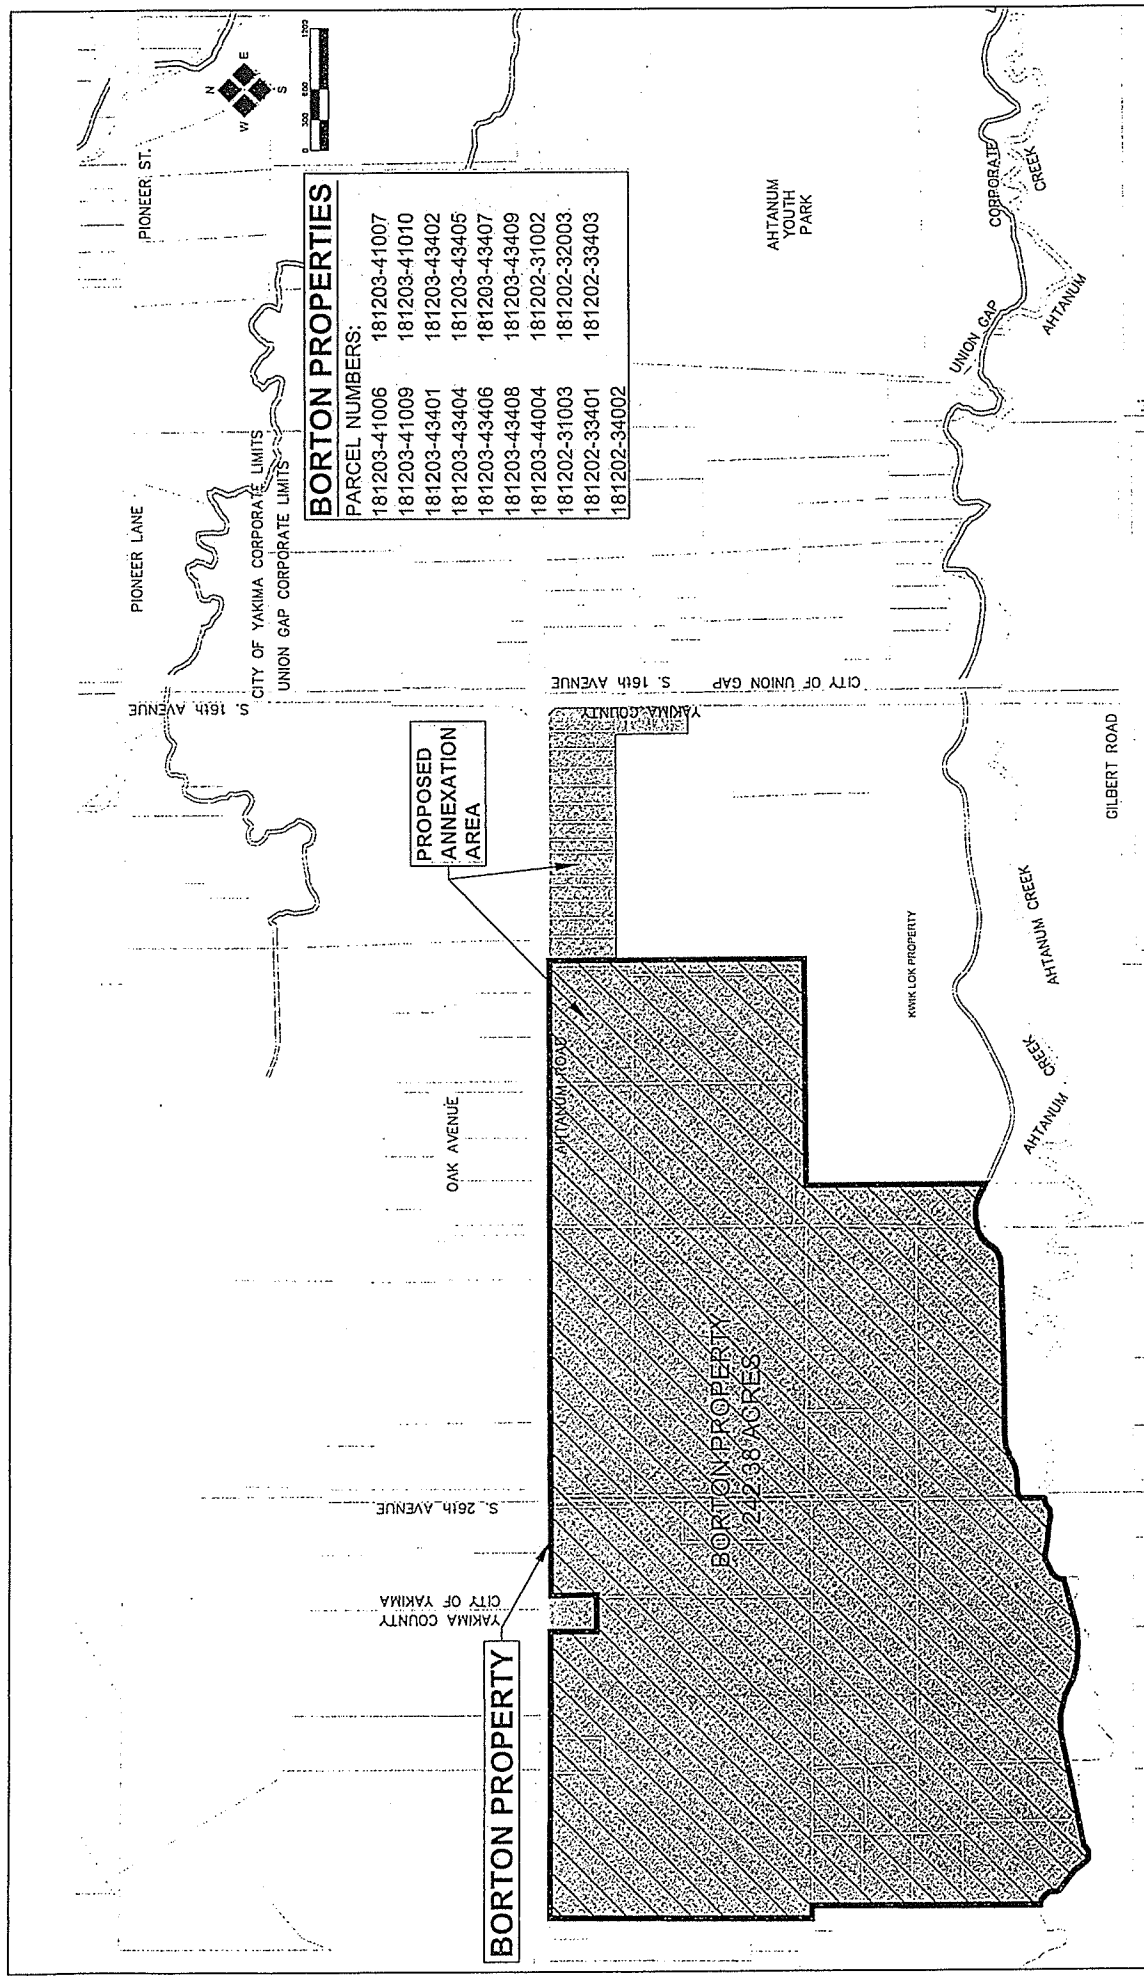 PIONEER ST.
N
E
S
W
0
300
600
1200
PIONEER LANE
CITY OF YAKIMA CORPORATE LIMITS
UNION GAP CORPORATE LIMITS
S. 16th AVENUE
BORTON PROPERTIES
PARCEL NUMBERS:
181203-41006 181203-41007
181203-41009 181203-41010
181203-43401 181203-43402
181203-43404 181203-43405
181203-43406 181203-43407
181203-43408 181203-43409
181203-44004 181202-31002
181202-31003 181202-32003
181202-33401 181202-33403
181202-34002
AHTANUM
YOUTH
PARK
UNION GAP
CORPORATE
AHTANUM
CREEK
CITY OF UNION GAP
S. 16th AVENUE
YAKIMA COUNTY
PROPOSED
ANNEXATION
AREA
OAK AVENUE
AHTANUM ROAD
KWIK LOK PROPERTY
GILBERT ROAD
AHTANUM CREEK
AHTANUM CREEK
S. 26th AVENUE
CITY OF YAKIMA
YAKIMA COUNTY
BORTON PROPERTY
BORTON PROPERTY
242.38 ACRES